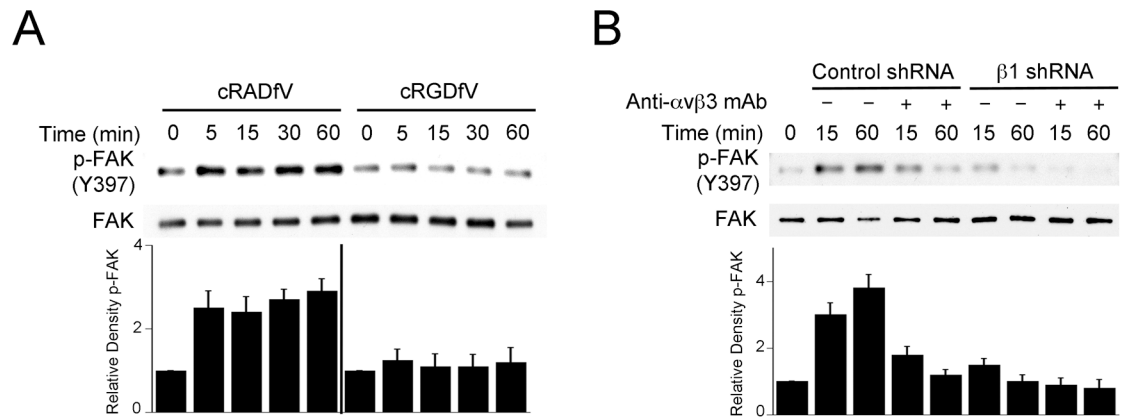 A
cRADfV cRGDfV
Time (min) 0 5 15 30 60 0 5 15 30 60
p-FAK
(Y397)
FAK
Relative Density p-FAK
4
2
0
B
Control shRNA β1 shRNA
Anti-αvβ3 mAb − − + + − − + +
Time (min) 0 15 60 15 60 15 60 15 60
p-FAK
(Y397)
FAK
Relative Density p-FAK
4
2
0